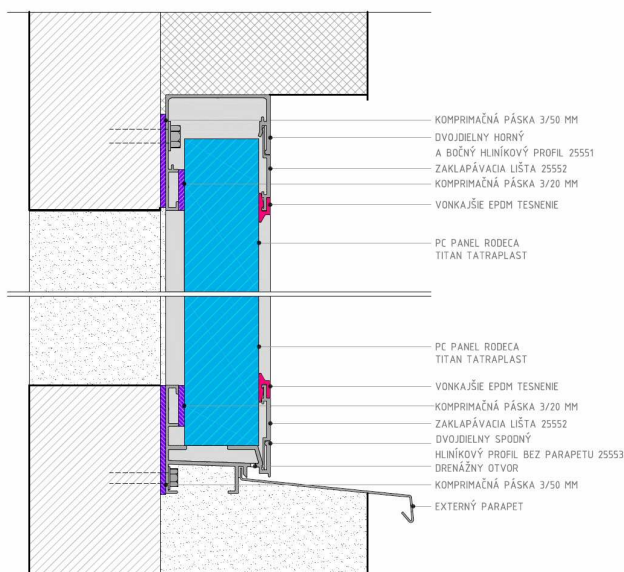 KOMPRIMAČNÁ PÁSKA 3/50 MM
DVOJDIELNY HORNÝ
A BOČNÝ HLINÍKOVÝ PROFIL 25551
ZAKLAPÁVACIA LIŠTA 25552
KOMPRIMAČNÁ PÁSKA 3/20 MM
VONKAJŠIE EPDM TESNENIE
PC PANEL RODECA
TITAN TATRAPLAST
PC PANEL RODECA
TITAN TATRAPLAST
VONKAJŠIE EPDM TESNENIE
KOMPRIMAČNÁ PÁSKA 3/20 MM
ZAKLAPÁVACIA LIŠTA 25552
DVOJDIELNY SPODNÝ
HLINÍKOVÝ PROFIL BEZ PARAPETU 25553
DRENÁŽNY OTVOR
KOMPRIMAČNÁ PÁSKA 3/50 MM
EXTERNÝ PARAPET